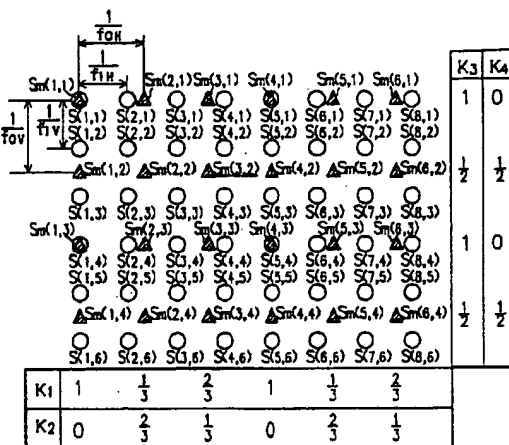 1/f0H
1/f1H
K3 K4
Sm(1,1) Sm(2,1) Sm(3,1) Sm(4,1) Sm(5,1) Sm(6,1)
1 0
1/f0V 1/f1V
S(1,1) S(2,1) S(3,1) S(4,1) S(5,1) S(6,1) S(7,1) S(8,1)
S(1,2) S(2,2) S(3,2) S(4,2) S(5,2) S(6,2) S(7,2) S(8,2)
Sm(1,2) Sm(2,2) Sm(3,2) Sm(4,2) Sm(5,2) Sm(6,2) 1/2 1/2
S(1,3) S(2,3) S(3,3) S(4,3) S(5,3) S(6,3) S(7,3) S(8,3)
Sm(1,3) Sm(2,3) Sm(3,3) Sm(4,3) Sm(5,3) Sm(6,3)
1 0
S(1,4) S(2,4) S(3,4) S(4,4) S(5,4) S(6,4) S(7,4) S(8,4)
S(1,5) S(2,5) S(3,5) S(4,5) S(5,5) S(6,5) S(7,5) S(8,5)
Sm(1,4) Sm(2,4) Sm(3,4) Sm(4,4) Sm(5,4) Sm(6,4) 1/2 1/2
S(1,6) S(2,6) S(3,6) S(4,6) S(5,6) S(6,6) S(7,6) S(8,6)
K1 1 1/3 2/3 1 1/3 2/3
K2 0 2/3 1/3 0 2/3 1/3